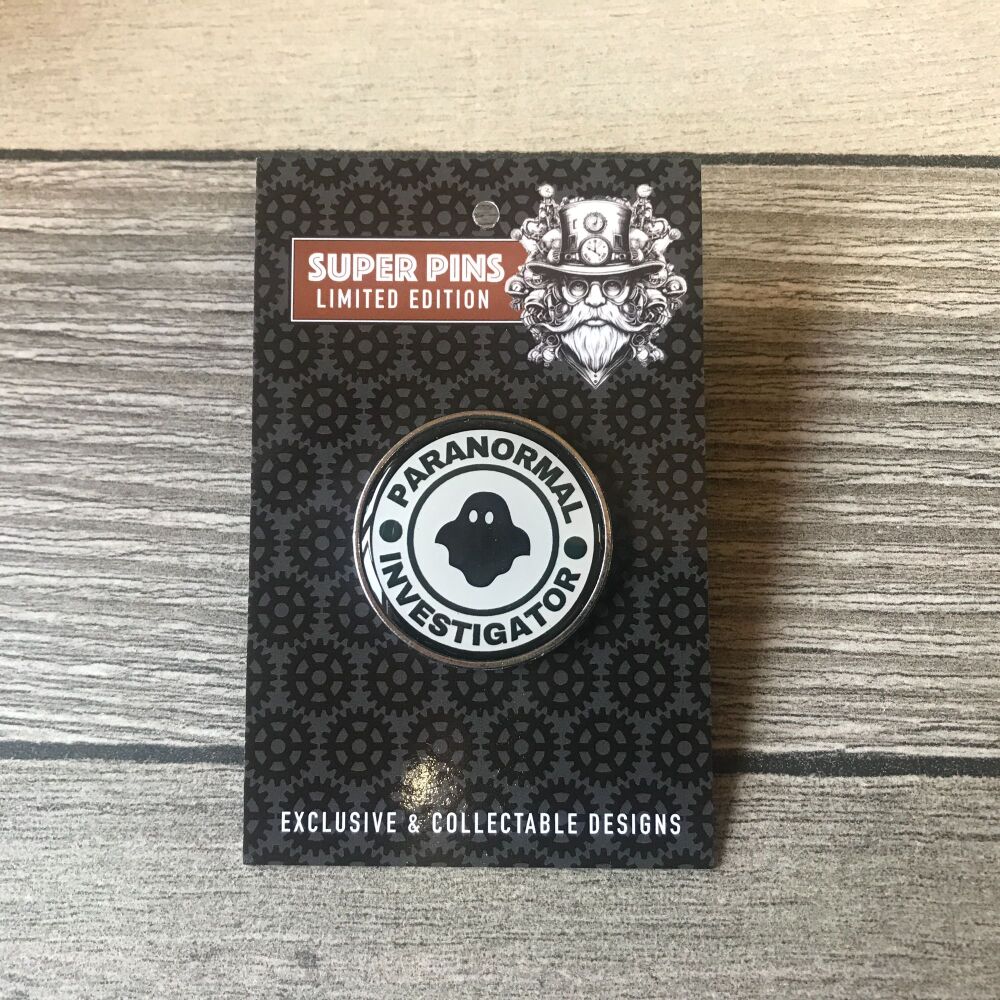 SUPER PINS
LIMITED EDITION
PARANORMAL
INVESTIGATOR
EXCLUSIVE & COLLECTABLE DESIGNS